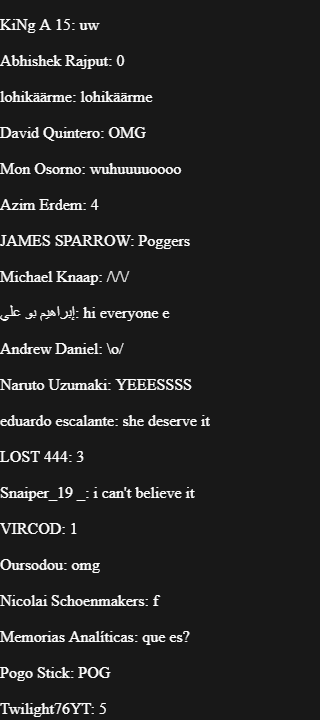 KiNg A 15: uw
Abhishek Rajput: 0
lohikäärme: lohikäärme
David Quintero: OMG
Mon Osorno: wuhuuuuoooo
Azim Erdem: 4
JAMES SPARROW: Poggers
Michael Knaap: /\/\/
إبراهيم بو علي: hi everyone e
Andrew Daniel: \o/
Naruto Uzumaki: YEEESSSS
eduardo escalante: she deserve it
LOST 444: 3
Snaiper_19 _: i can't believe it
VIRCOD: 1
Oursodou: omg
Nicolai Schoenmakers: f
Memorias Analíticas: que es?
Pogo Stick: POG
Twilight76YT: 5